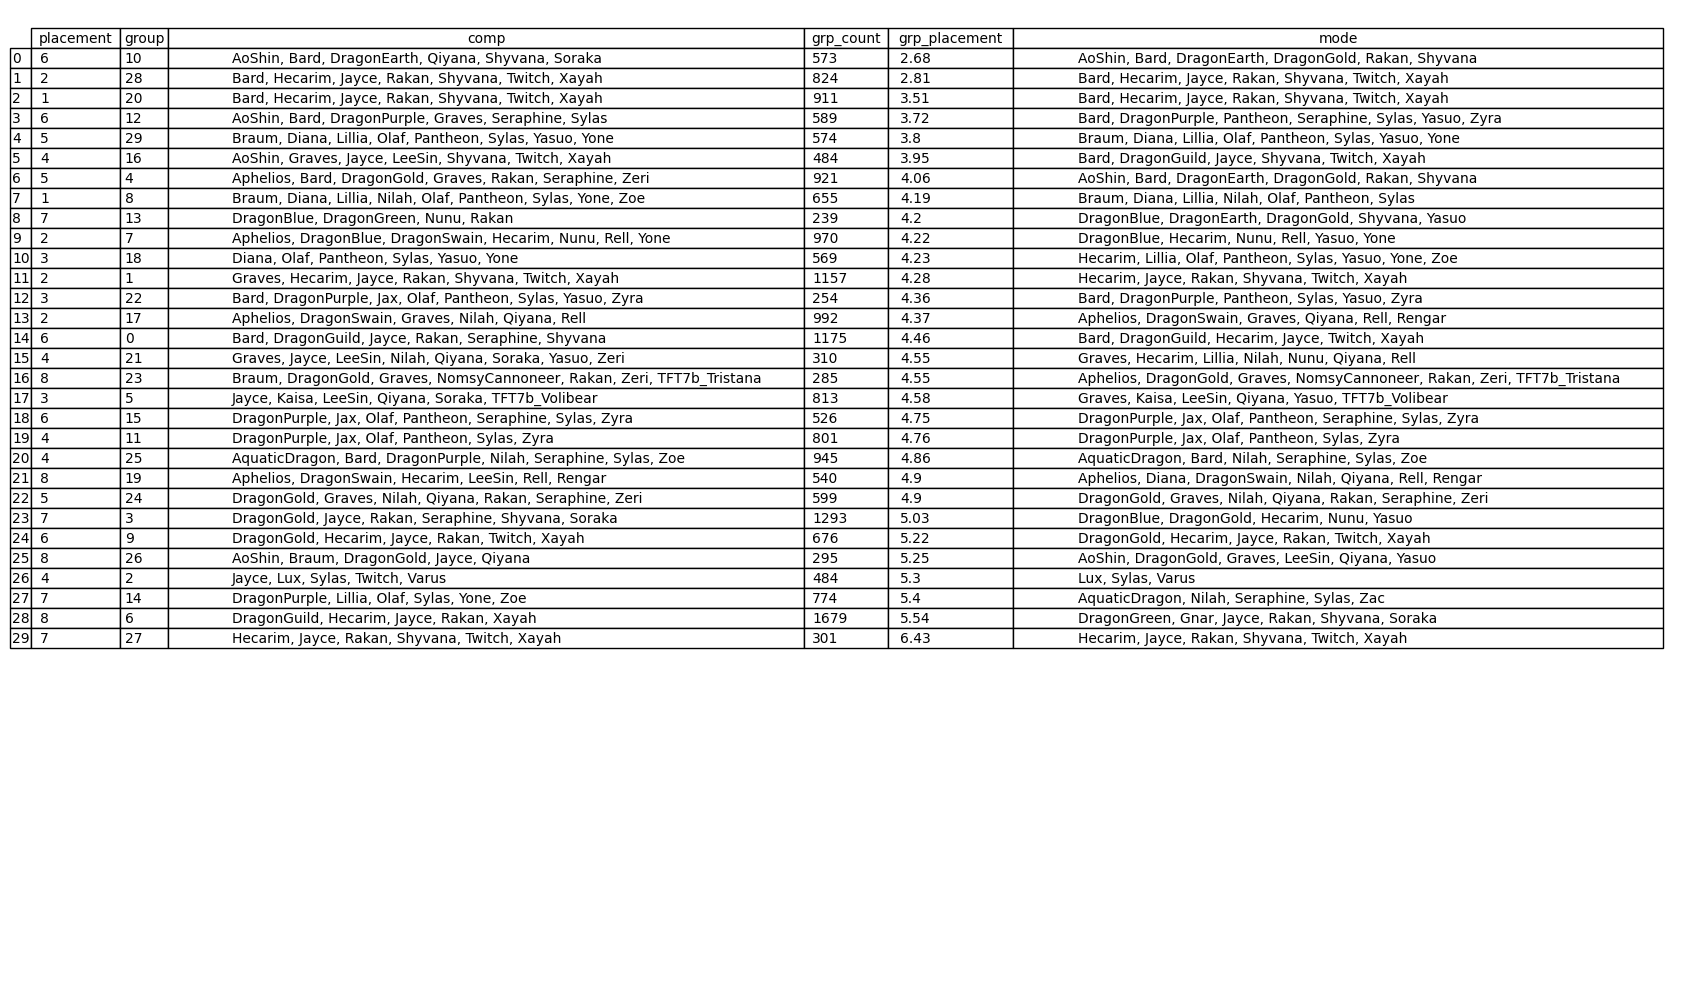 placement group comp grp_count grp_placement mode
0 6 10 AoShin, Bard, DragonEarth, Qiyana, Shyvana, Soraka 573 2.68 AoShin, Bard, DragonEarth, DragonGold, Rakan, Shyvana
1 2 28 Bard, Hecarim, Jayce, Rakan, Shyvana, Twitch, Xayah 824 2.81 Bard, Hecarim, Jayce, Rakan, Shyvana, Twitch, Xayah
2 1 20 Bard, Hecarim, Jayce, Rakan, Shyvana, Twitch, Xayah 911 3.51 Bard, Hecarim, Jayce, Rakan, Shyvana, Twitch, Xayah
3 6 12 AoShin, Bard, DragonPurple, Graves, Seraphine, Sylas 589 3.72 Bard, DragonPurple, Pantheon, Seraphine, Sylas, Yasuo, Zyra
4 5 29 Braum, Diana, Lillia, Olaf, Pantheon, Sylas, Yasuo, Yone 574 3.8 Braum, Diana, Lillia, Olaf, Pantheon, Sylas, Yasuo, Yone
5 4 16 AoShin, Graves, Jayce, LeeSin, Shyvana, Twitch, Xayah 484 3.95 Bard, DragonGuild, Jayce, Shyvana, Twitch, Xayah
6 5 4 Aphelios, Bard, DragonGold, Graves, Rakan, Seraphine, Zeri 921 4.06 AoShin, Bard, DragonEarth, DragonGold, Rakan, Shyvana
7 1 8 Braum, Diana, Lillia, Nilah, Olaf, Pantheon, Sylas, Yone, Zoe 655 4.19 Braum, Diana, Lillia, Nilah, Olaf, Pantheon, Sylas
8 7 13 DragonBlue, DragonGreen, Nunu, Rakan 239 4.2 DragonBlue, DragonEarth, DragonGold, Shyvana, Yasuo
9 2 7 Aphelios, DragonBlue, DragonSwain, Hecarim, Nunu, Rell, Yone 970 4.22 DragonBlue, Hecarim, Nunu, Rell, Yasuo, Yone
10 3 18 Diana, Olaf, Pantheon, Sylas, Yasuo, Yone 569 4.23 Hecarim, Lillia, Olaf, Pantheon, Sylas, Yasuo, Yone, Zoe
11 2 1 Graves, Hecarim, Jayce, Rakan, Shyvana, Twitch, Xayah 1157 4.28 Hecarim, Jayce, Rakan, Shyvana, Twitch, Xayah
12 3 22 Bard, DragonPurple, Jax, Olaf, Pantheon, Sylas, Yasuo, Zyra 254 4.36 Bard, DragonPurple, Pantheon, Sylas, Yasuo, Zyra
13 2 17 Aphelios, DragonSwain, Graves, Nilah, Qiyana, Rell 992 4.37 Aphelios, DragonSwain, Graves, Qiyana, Rell, Rengar
14 6 0 Bard, DragonGuild, Jayce, Rakan, Seraphine, Shyvana 1175 4.46 Bard, DragonGuild, Hecarim, Jayce, Twitch, Xayah
15 4 21 Graves, Jayce, LeeSin, Nilah, Qiyana, Soraka, Yasuo, Zeri 310 4.55 Graves, Hecarim, Lillia, Nilah, Nunu, Qiyana, Rell
16 8 23 Braum, DragonGold, Graves, NomsyCannoneer, Rakan, Zeri, TFT7b_Tristana 285 4.55 Aphelios, DragonGold, Graves, NomsyCannoneer, Rakan, Zeri, TFT7b_Tristana
17 3 5 Jayce, Kaisa, LeeSin, Qiyana, Soraka, TFT7b_Volibear 813 4.58 Graves, Kaisa, LeeSin, Qiyana, Yasuo, TFT7b_Volibear
18 6 15 DragonPurple, Jax, Olaf, Pantheon, Seraphine, Sylas, Zyra 526 4.75 DragonPurple, Jax, Olaf, Pantheon, Seraphine, Sylas, Zyra
19 4 11 DragonPurple, Jax, Olaf, Pantheon, Sylas, Zyra 801 4.76 DragonPurple, Jax, Olaf, Pantheon, Sylas, Zyra
20 4 25 AquaticDragon, Bard, DragonPurple, Nilah, Seraphine, Sylas, Zoe 945 4.86 AquaticDragon, Bard, Nilah, Seraphine, Sylas, Zoe
21 8 19 Aphelios, DragonSwain, Hecarim, LeeSin, Rell, Rengar 540 4.9 Aphelios, Diana, DragonSwain, Nilah, Qiyana, Rell, Rengar
22 5 24 DragonGold, Graves, Nilah, Qiyana, Rakan, Seraphine, Zeri 599 4.9 DragonGold, Graves, Nilah, Qiyana, Rakan, Seraphine, Zeri
23 7 3 DragonGold, Jayce, Rakan, Seraphine, Shyvana, Soraka 1293 5.03 DragonBlue, DragonGold, Hecarim, Nunu, Yasuo
24 6 9 DragonGold, Hecarim, Jayce, Rakan, Twitch, Xayah 676 5.22 DragonGold, Hecarim, Jayce, Rakan, Twitch, Xayah
25 8 26 AoShin, Braum, DragonGold, Jayce, Qiyana 295 5.25 AoShin, DragonGold, Graves, LeeSin, Qiyana, Yasuo
26 4 2 Jayce, Lux, Sylas, Twitch, Varus 484 5.3 Lux, Sylas, Varus
27 7 14 DragonPurple, Lillia, Olaf, Sylas, Yone, Zoe 774 5.4 AquaticDragon, Nilah, Seraphine, Sylas, Zac
28 8 6 DragonGuild, Hecarim, Jayce, Rakan, Xayah 1679 5.54 DragonGreen, Gnar, Jayce, Rakan, Shyvana, Soraka
29 7 27 Hecarim, Jayce, Rakan, Shyvana, Twitch, Xayah 301 6.43 Hecarim, Jayce, Rakan, Shyvana, Twitch, Xayah